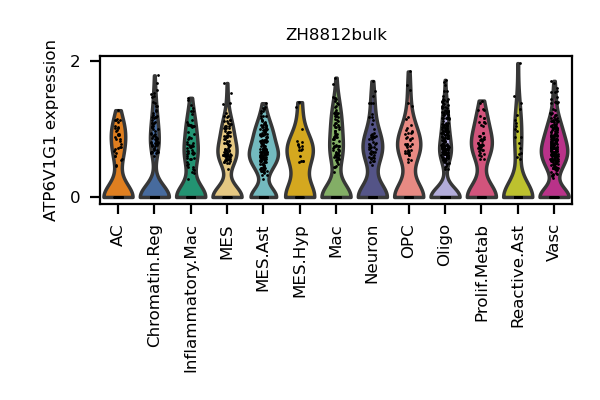 ZH8812bulk
ATP6V1G1 expression
2
0
AC
Chromatin.Reg
Inflammatory.Mac
MES
MES.Ast
MES.Hyp
Mac
Neuron
OPC
Oligo
Prolif.Metab
Reactive.Ast
Vasc